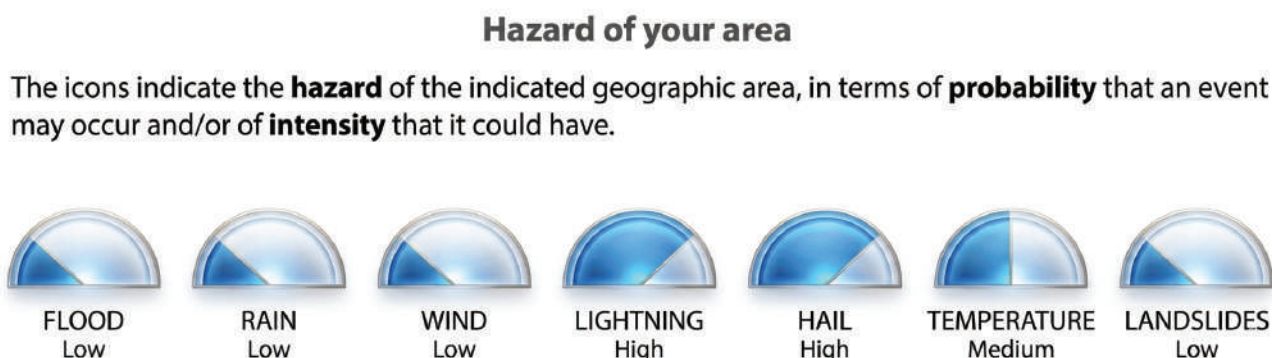 Hazard of your area
The icons indicate the hazard of the indicated geographic area, in terms of probability that an event
may occur and/or of intensity that it could have.
FLOOD RAIN WIND LIGHTNING HAIL TEMPERATURE LANDSLIDES
Low Low Low High High Medium Low